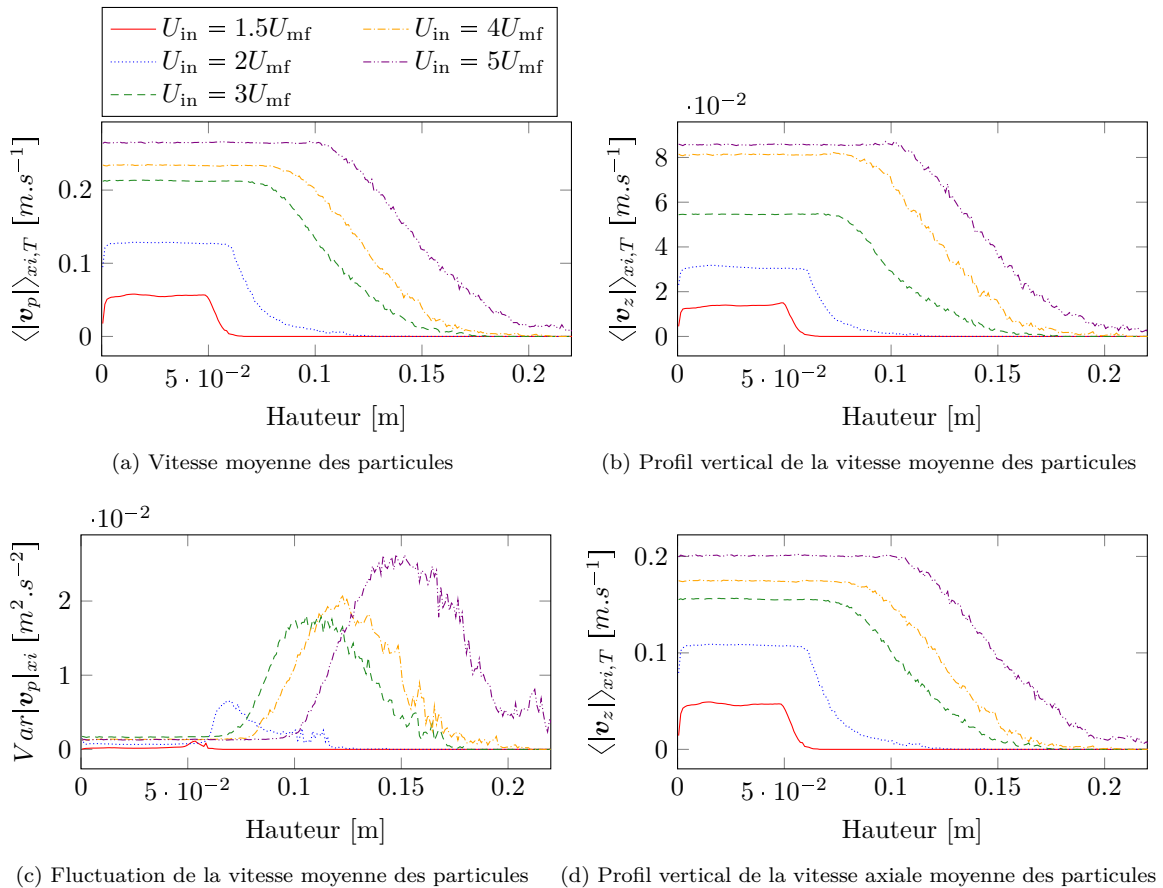 U_in = 1.5U_mf
U_in = 2U_mf
U_in = 3U_mf
U_in = 4U_mf
U_in = 5U_mf
0.2
0.1
0
⟨|v_p|⟩_{xi,T} [m.s⁻¹]
0 5 · 10⁻² 0.1 0.15 0.2
Hauteur [m]
(a) Vitesse moyenne des particules
·10⁻²
8
6
4
2
0
⟨|v_z|⟩_{xi,T} [m.s⁻¹]
0 5 · 10⁻² 0.1 0.15 0.2
Hauteur [m]
(b) Profil vertical de la vitesse moyenne des particules
·10⁻²
2
1
0
Var|v_p|_{xi} [m².s⁻²]
0 5 · 10⁻² 0.1 0.15 0.2
Hauteur [m]
(c) Fluctuation de la vitesse moyenne des particules
0.2
0.1
0
⟨|v_z|⟩_{xi,T} [m.s⁻¹]
0 5 · 10⁻² 0.1 0.15 0.2
Hauteur [m]
(d) Profil vertical de la vitesse axiale moyenne des particules